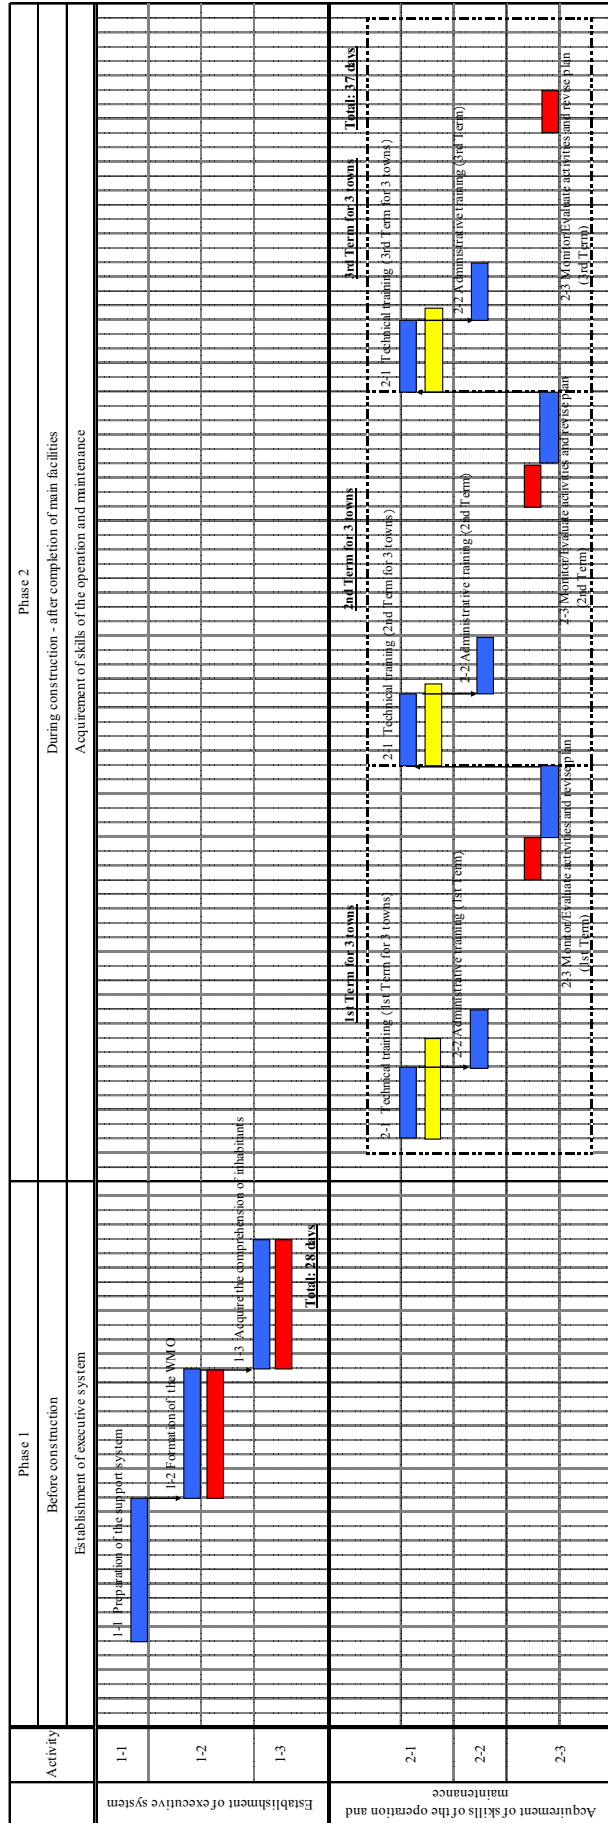 Phase 1
Phase 2
Activity
Before construction
During construction - after completion of main facilities
Establishment of executive system
Acquirement of skills of the operation and maintenance
Establishment of executive system
1-1
1-1 Preparation of the support system
1-2
1-2 Formation of the WMO
1-3
1-3 Acquire the comprehension of inhabitants
Total: 28 days
Acquirement of skills of the operation and
maintenance
1st Term for 3 towns
2nd Term for 3 towns
3rd Term for 3 towns
Total: 37 days
2-1
2-1 Technical training (1st Term for 3 towns)
2-1 Technical training (2nd Term for 3 towns)
2-1 Technical training (3rd Term for 3 towns)
2-2
2-2 Administrative training (1st Term)
2-2 Administrative training (2nd Term)
2-2 Administrative training (3rd Term)
2-3
2-3 Monitor/Evaluate activities and revise plan
(1st Term)
2-3 Monitor/Evaluate activities and revise plan
(2nd Term)
2-3 Monitor/Evaluate activities and revise plan
(3rd Term)